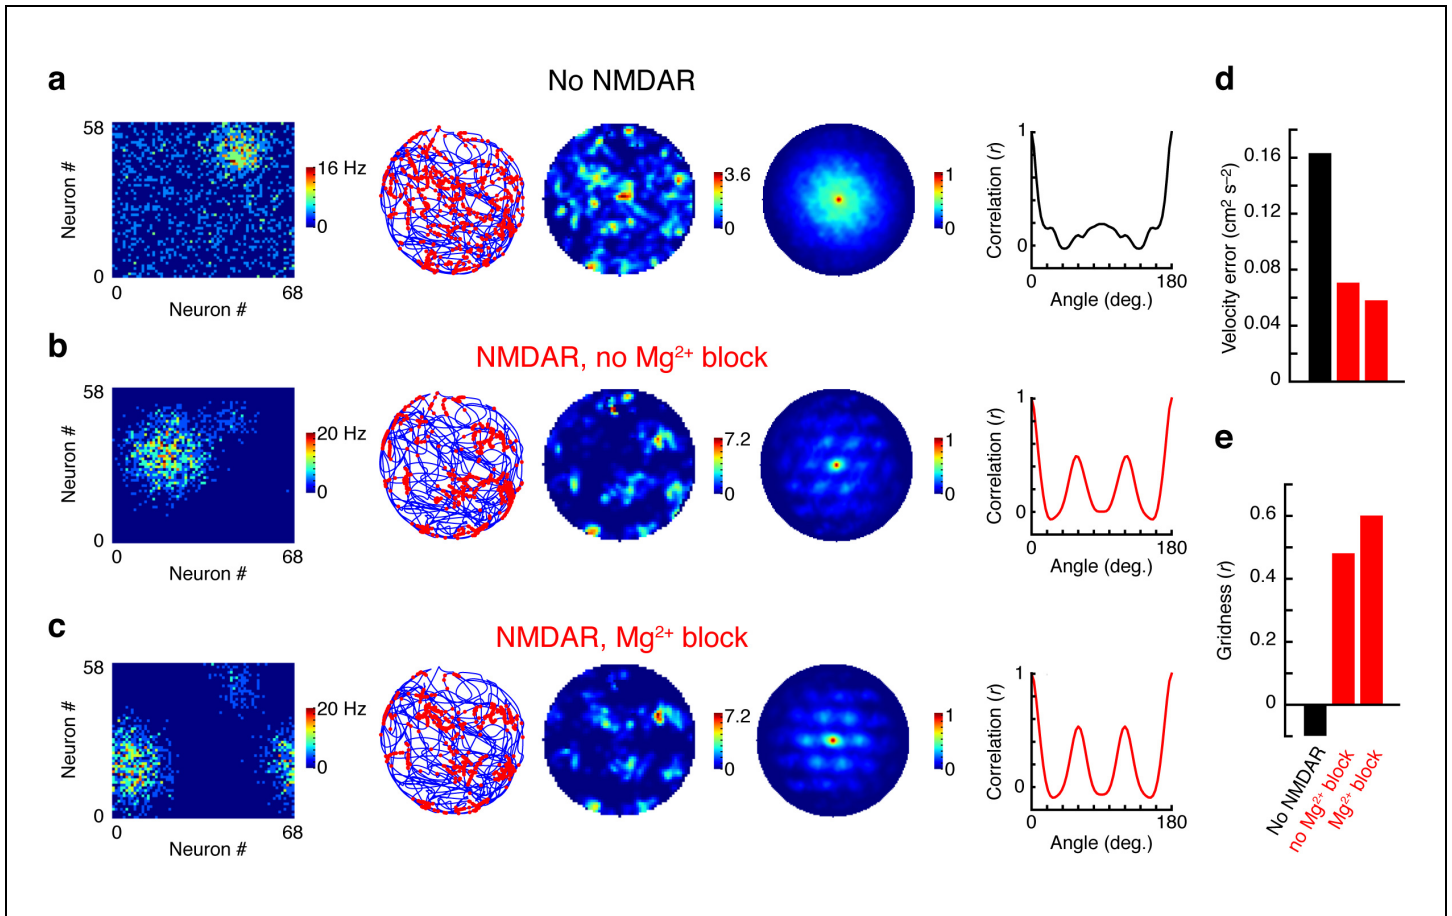 a
No NMDAR
58
0
Neuron #
0
68
Neuron #
16 Hz
0
3.6
0
1
0
1
0
Correlation (r)
0
180
Angle (deg.)
b
NMDAR, no Mg2+ block
58
0
Neuron #
0
68
Neuron #
20 Hz
0
7.2
0
1
0
1
0
Correlation (r)
0
180
Angle (deg.)
c
NMDAR, Mg2+ block
58
0
Neuron #
0
68
Neuron #
20 Hz
0
7.2
0
1
0
1
0
Correlation (r)
0
180
Angle (deg.)
d
Velocity error (cm2 s–2)
0.16
0.12
0.08
0.04
0
e
Gridness (r)
0.6
0.4
0.2
0
No NMDAR
no Mg2+ block
Mg2+ block